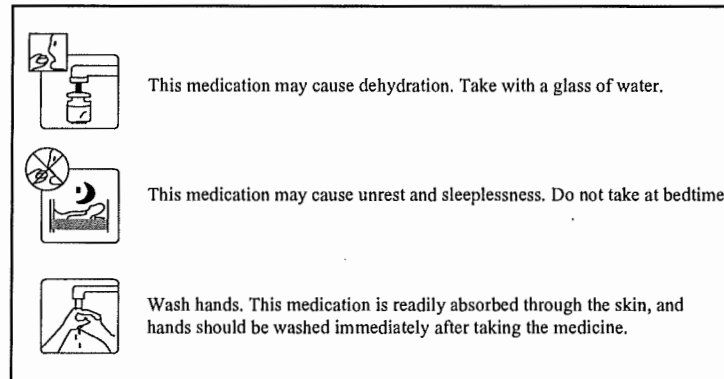 This medication may cause dehydration. Take with a glass of water.
This medication may cause unrest and sleeplessness. Do not take at bedtime
Wash hands. This medication is readily absorbed through the skin, and
hands should be washed immediately after taking the medicine.